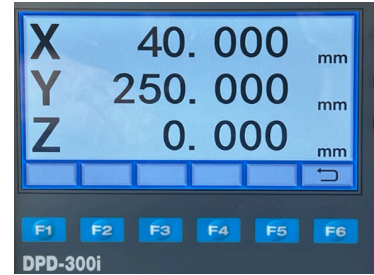 X 40. 000 mm
Y 250. 000 mm
Z 0. 000 mm
F1 F2 F3 F4 F5 F6
DPD-300i